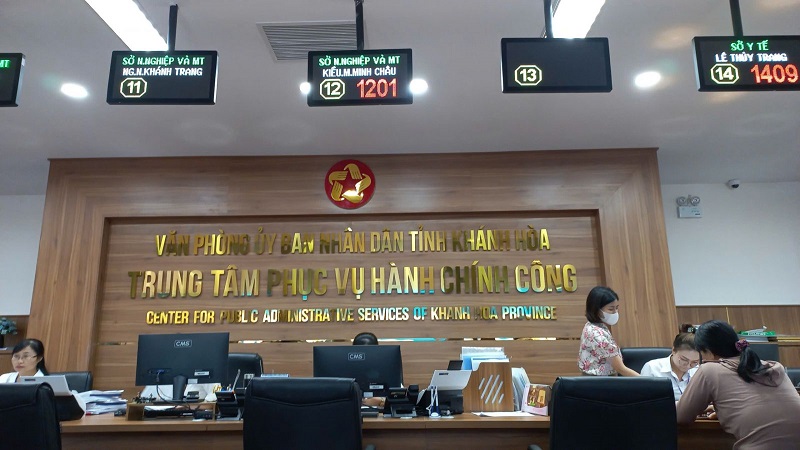 MT
SỞ N.NGHIỆP VÀ MT
NG.N.KHÁNH TRANG
11
SỞ N.NGHIỆP VÀ MT
KIỀU.M.MINH CHÂU
12 1201
13
SỞ Y TẾ
LÊ THÙY TRANG
14 1409
VĂN PHÒNG ỦY BAN NHÂN DÂN TỈNH KHÁNH HÒA
TRUNG TÂM PHỤC VỤ HÀNH CHÍNH CÔNG
CENTER FOR PUBLIC ADMINISTRATIVE SERVICES OF KHANH HOA PROVINCE
CMS
CMS